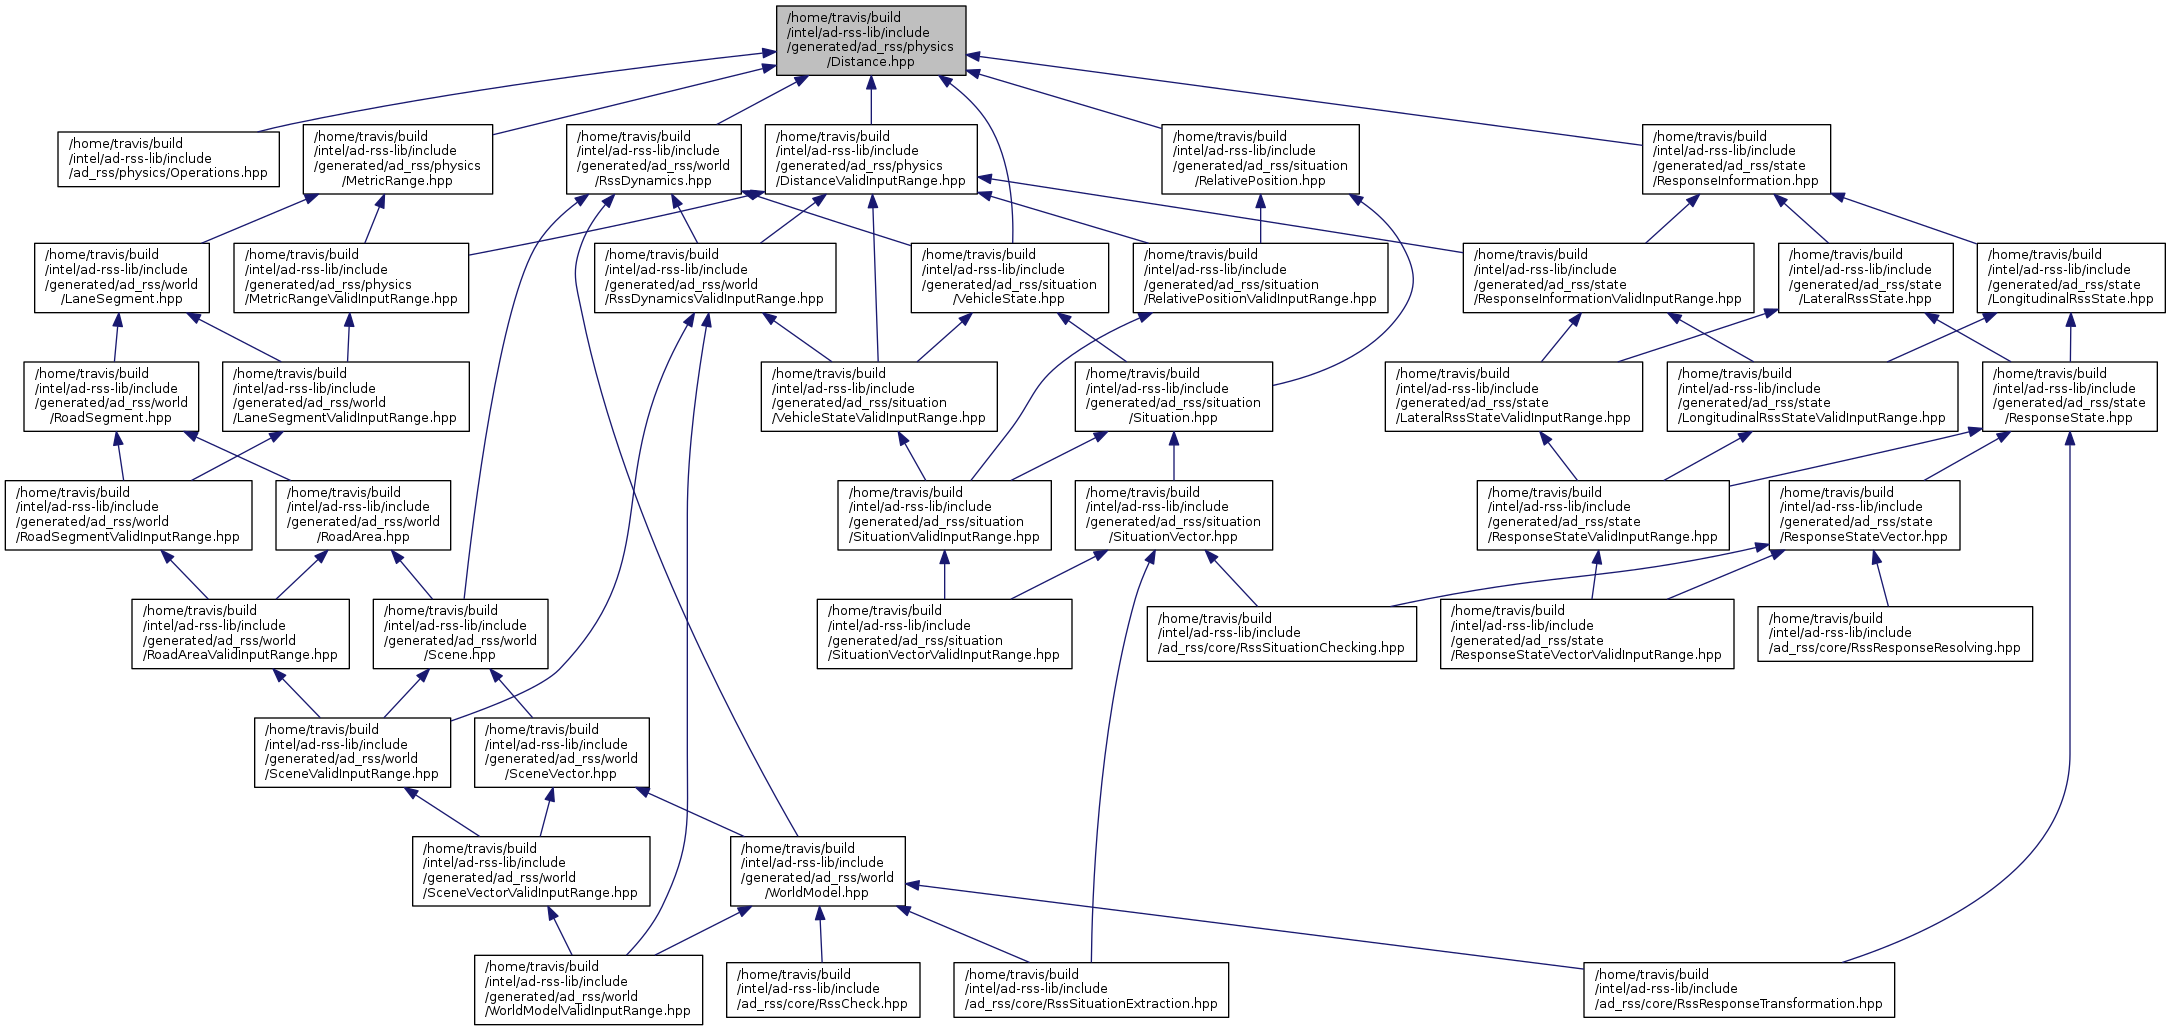 /home/travis/build
/intel/ad-rss-lib/include
/generated/ad_rss/physics
/Distance.hpp
/home/travis/build
/intel/ad-rss-lib/include
/ad_rss/physics/Operations.hpp
/home/travis/build
/intel/ad-rss-lib/include
/generated/ad_rss/physics
/MetricRange.hpp
/home/travis/build
/intel/ad-rss-lib/include
/generated/ad_rss/world
/RssDynamics.hpp
/home/travis/build
/intel/ad-rss-lib/include
/generated/ad_rss/physics
/DistanceValidInputRange.hpp
/home/travis/build
/intel/ad-rss-lib/include
/generated/ad_rss/situation
/RelativePosition.hpp
/home/travis/build
/intel/ad-rss-lib/include
/generated/ad_rss/state
/ResponseInformation.hpp
/home/travis/build
/intel/ad-rss-lib/include
/generated/ad_rss/world
/LaneSegment.hpp
/home/travis/build
/intel/ad-rss-lib/include
/generated/ad_rss/physics
/MetricRangeValidInputRange.hpp
/home/travis/build
/intel/ad-rss-lib/include
/generated/ad_rss/world
/RssDynamicsValidInputRange.hpp
/home/travis/build
/intel/ad-rss-lib/include
/generated/ad_rss/situation
/VehicleState.hpp
/home/travis/build
/intel/ad-rss-lib/include
/generated/ad_rss/situation
/RelativePositionValidInputRange.hpp
/home/travis/build
/intel/ad-rss-lib/include
/generated/ad_rss/state
/ResponseInformationValidInputRange.hpp
/home/travis/build
/intel/ad-rss-lib/include
/generated/ad_rss/state
/LateralRssState.hpp
/home/travis/build
/intel/ad-rss-lib/include
/generated/ad_rss/state
/LongitudinalRssState.hpp
/home/travis/build
/intel/ad-rss-lib/include
/generated/ad_rss/world
/RoadSegment.hpp
/home/travis/build
/intel/ad-rss-lib/include
/generated/ad_rss/world
/LaneSegmentValidInputRange.hpp
/home/travis/build
/intel/ad-rss-lib/include
/generated/ad_rss/situation
/VehicleStateValidInputRange.hpp
/home/travis/build
/intel/ad-rss-lib/include
/generated/ad_rss/situation
/Situation.hpp
/home/travis/build
/intel/ad-rss-lib/include
/generated/ad_rss/state
/LateralRssStateValidInputRange.hpp
/home/travis/build
/intel/ad-rss-lib/include
/generated/ad_rss/state
/LongitudinalRssStateValidInputRange.hpp
/home/travis/build
/intel/ad-rss-lib/include
/generated/ad_rss/state
/ResponseState.hpp
/home/travis/build
/intel/ad-rss-lib/include
/generated/ad_rss/world
/RoadSegmentValidInputRange.hpp
/home/travis/build
/intel/ad-rss-lib/include
/generated/ad_rss/world
/RoadArea.hpp
/home/travis/build
/intel/ad-rss-lib/include
/generated/ad_rss/situation
/SituationValidInputRange.hpp
/home/travis/build
/intel/ad-rss-lib/include
/generated/ad_rss/situation
/SituationVector.hpp
/home/travis/build
/intel/ad-rss-lib/include
/generated/ad_rss/state
/ResponseStateValidInputRange.hpp
/home/travis/build
/intel/ad-rss-lib/include
/generated/ad_rss/state
/ResponseStateVector.hpp
/home/travis/build
/intel/ad-rss-lib/include
/generated/ad_rss/world
/RoadAreaValidInputRange.hpp
/home/travis/build
/intel/ad-rss-lib/include
/generated/ad_rss/world
/Scene.hpp
/home/travis/build
/intel/ad-rss-lib/include
/generated/ad_rss/situation
/SituationVectorValidInputRange.hpp
/home/travis/build
/intel/ad-rss-lib/include
/ad_rss/core/RssSituationChecking.hpp
/home/travis/build
/intel/ad-rss-lib/include
/generated/ad_rss/state
/ResponseStateVectorValidInputRange.hpp
/home/travis/build
/intel/ad-rss-lib/include
/ad_rss/core/RssResponseResolving.hpp
/home/travis/build
/intel/ad-rss-lib/include
/generated/ad_rss/world
/SceneValidInputRange.hpp
/home/travis/build
/intel/ad-rss-lib/include
/generated/ad_rss/world
/SceneVector.hpp
/home/travis/build
/intel/ad-rss-lib/include
/generated/ad_rss/world
/SceneVectorValidInputRange.hpp
/home/travis/build
/intel/ad-rss-lib/include
/generated/ad_rss/world
/WorldModel.hpp
/home/travis/build
/intel/ad-rss-lib/include
/generated/ad_rss/world
/WorldModelValidInputRange.hpp
/home/travis/build
/intel/ad-rss-lib/include
/ad_rss/core/RssCheck.hpp
/home/travis/build
/intel/ad-rss-lib/include
/ad_rss/core/RssSituationExtraction.hpp
/home/travis/build
/intel/ad-rss-lib/include
/ad_rss/core/RssResponseTransformation.hpp